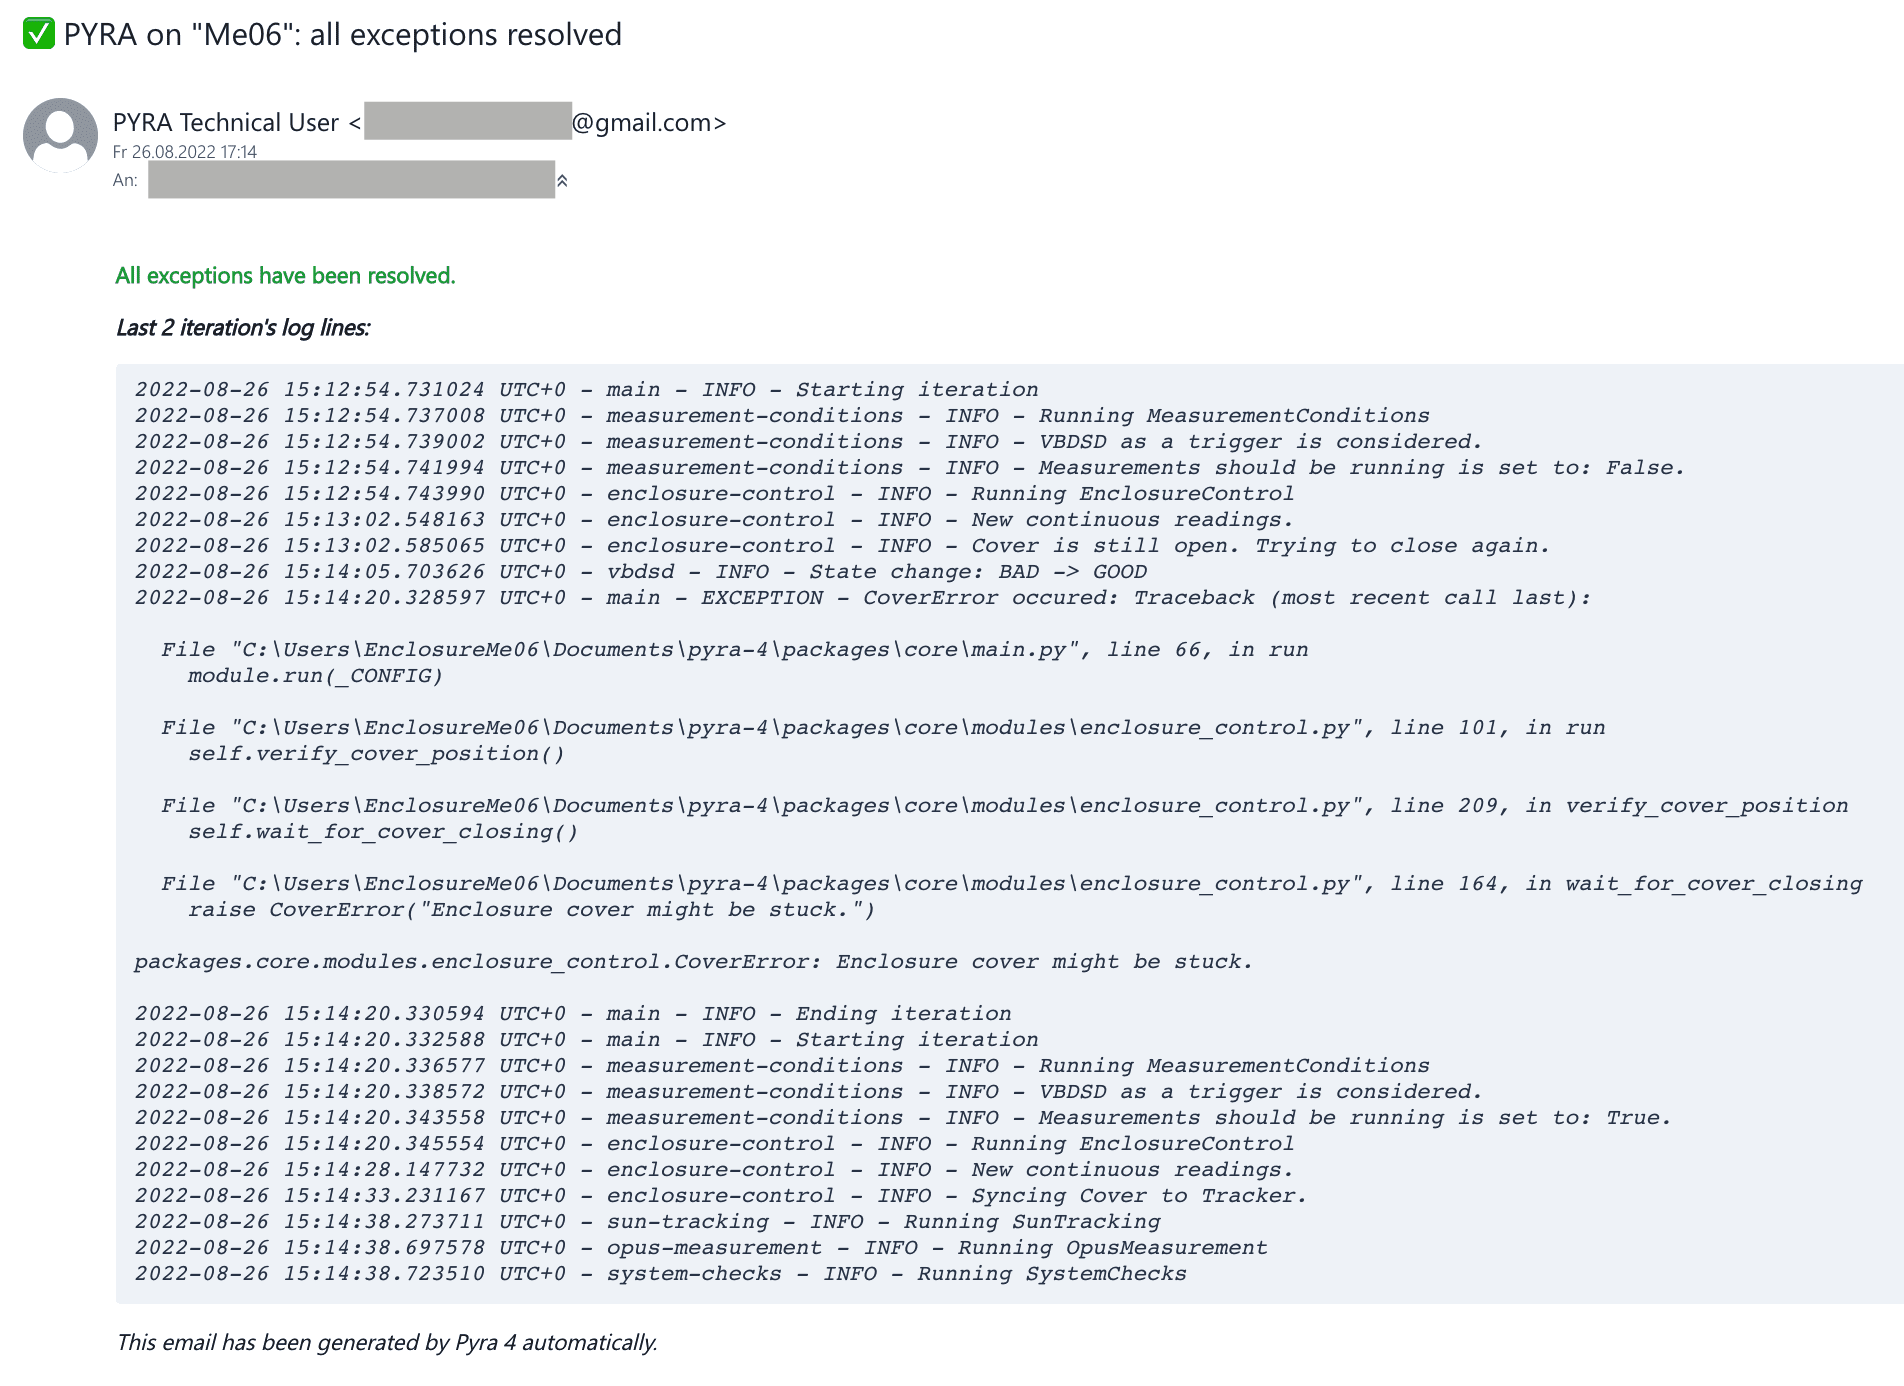 ✅ PYRA on "Me06": all exceptions resolved
PYRA Technical User < @gmail.com>
Fr 26.08.2022 17:14
An:
All exceptions have been resolved.
Last 2 iteration's log lines:
2022-08-26 15:12:54.731024 UTC+0 - main - INFO - Starting iteration
2022-08-26 15:12:54.737008 UTC+0 - measurement-conditions - INFO - Running MeasurementConditions
2022-08-26 15:12:54.739002 UTC+0 - measurement-conditions - INFO - VBDSD as a trigger is considered.
2022-08-26 15:12:54.741994 UTC+0 - measurement-conditions - INFO - Measurements should be running is set to: False.
2022-08-26 15:12:54.743990 UTC+0 - enclosure-control - INFO - Running EnclosureControl
2022-08-26 15:13:02.548163 UTC+0 - enclosure-control - INFO - New continuous readings.
2022-08-26 15:13:02.585065 UTC+0 - enclosure-control - INFO - Cover is still open. Trying to close again.
2022-08-26 15:14:05.703626 UTC+0 - vbdsd - INFO - State change: BAD -> GOOD
2022-08-26 15:14:20.328597 UTC+0 - main - EXCEPTION - CoverError occured: Traceback (most recent call last):
File "C:\Users\EnclosureMe06\Documents\pyra-4\packages\core\main.py", line 66, in run
module.run(_CONFIG)
File "C:\Users\EnclosureMe06\Documents\pyra-4\packages\core\modules\enclosure_control.py", line 101, in run
self.verify_cover_position()
File "C:\Users\EnclosureMe06\Documents\pyra-4\packages\core\modules\enclosure_control.py", line 209, in verify_cover_position
self.wait_for_cover_closing()
File "C:\Users\EnclosureMe06\Documents\pyra-4\packages\core\modules\enclosure_control.py", line 164, in wait_for_cover_closing
raise CoverError("Enclosure cover might be stuck.")
packages.core.modules.enclosure_control.CoverError: Enclosure cover might be stuck.
2022-08-26 15:14:20.330594 UTC+0 - main - INFO - Ending iteration
2022-08-26 15:14:20.332588 UTC+0 - main - INFO - Starting iteration
2022-08-26 15:14:20.336577 UTC+0 - measurement-conditions - INFO - Running MeasurementConditions
2022-08-26 15:14:20.338572 UTC+0 - measurement-conditions - INFO - VBDSD as a trigger is considered.
2022-08-26 15:14:20.343558 UTC+0 - measurement-conditions - INFO - Measurements should be running is set to: True.
2022-08-26 15:14:20.345554 UTC+0 - enclosure-control - INFO - Running EnclosureControl
2022-08-26 15:14:28.147732 UTC+0 - enclosure-control - INFO - New continuous readings.
2022-08-26 15:14:33.231167 UTC+0 - enclosure-control - INFO - Syncing Cover to Tracker.
2022-08-26 15:14:38.273711 UTC+0 - sun-tracking - INFO - Running SunTracking
2022-08-26 15:14:38.697578 UTC+0 - opus-measurement - INFO - Running OpusMeasurement
2022-08-26 15:14:38.723510 UTC+0 - system-checks - INFO - Running SystemChecks
This email has been generated by Pyra 4 automatically.